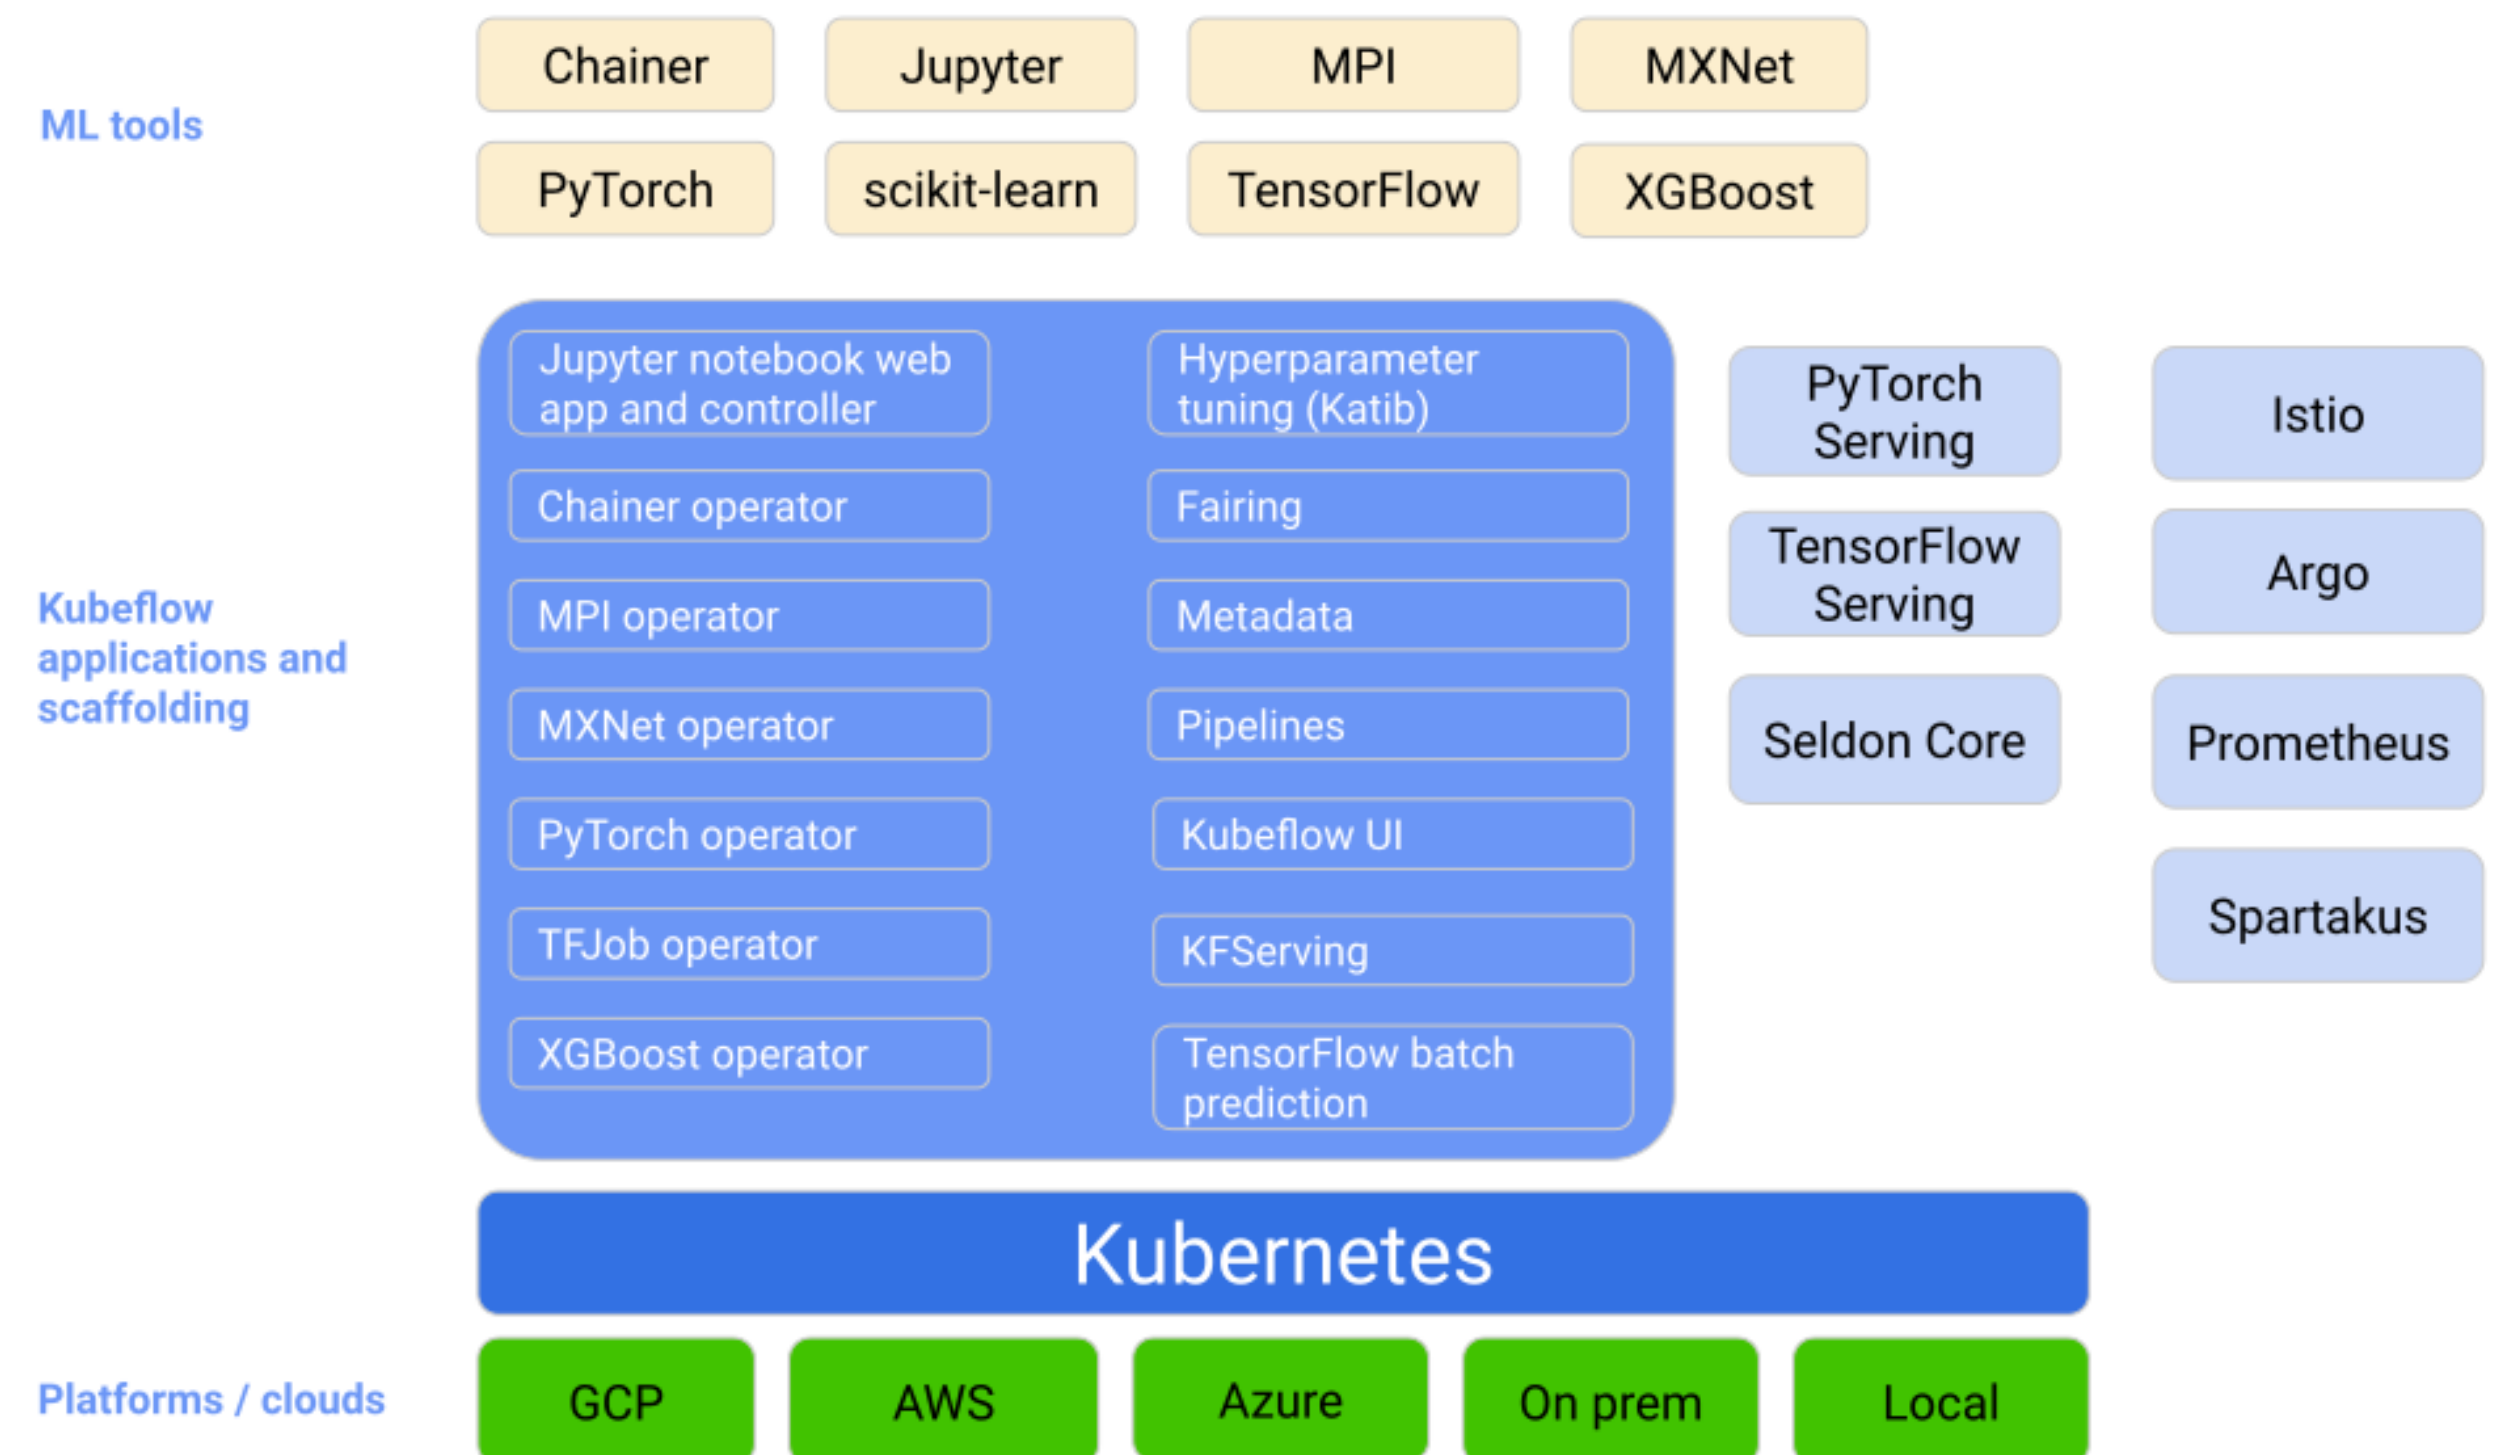 ML tools
Chainer
Jupyter
MPI
MXNet
PyTorch
scikit-learn
TensorFlow
XGBoost
Kubeflow
applications and
scaffolding
Jupyter notebook web
app and controller
Chainer operator
MPI operator
MXNet operator
PyTorch operator
TFJob operator
XGBoost operator
Hyperparameter
tuning (Katib)
Fairing
Metadata
Pipelines
Kubeflow UI
KFServing
TensorFlow batch
prediction
PyTorch
Serving
TensorFlow
Serving
Seldon Core
Istio
Argo
Prometheus
Spartakus
Kubernetes
Platforms / clouds
GCP
AWS
Azure
On prem
Local